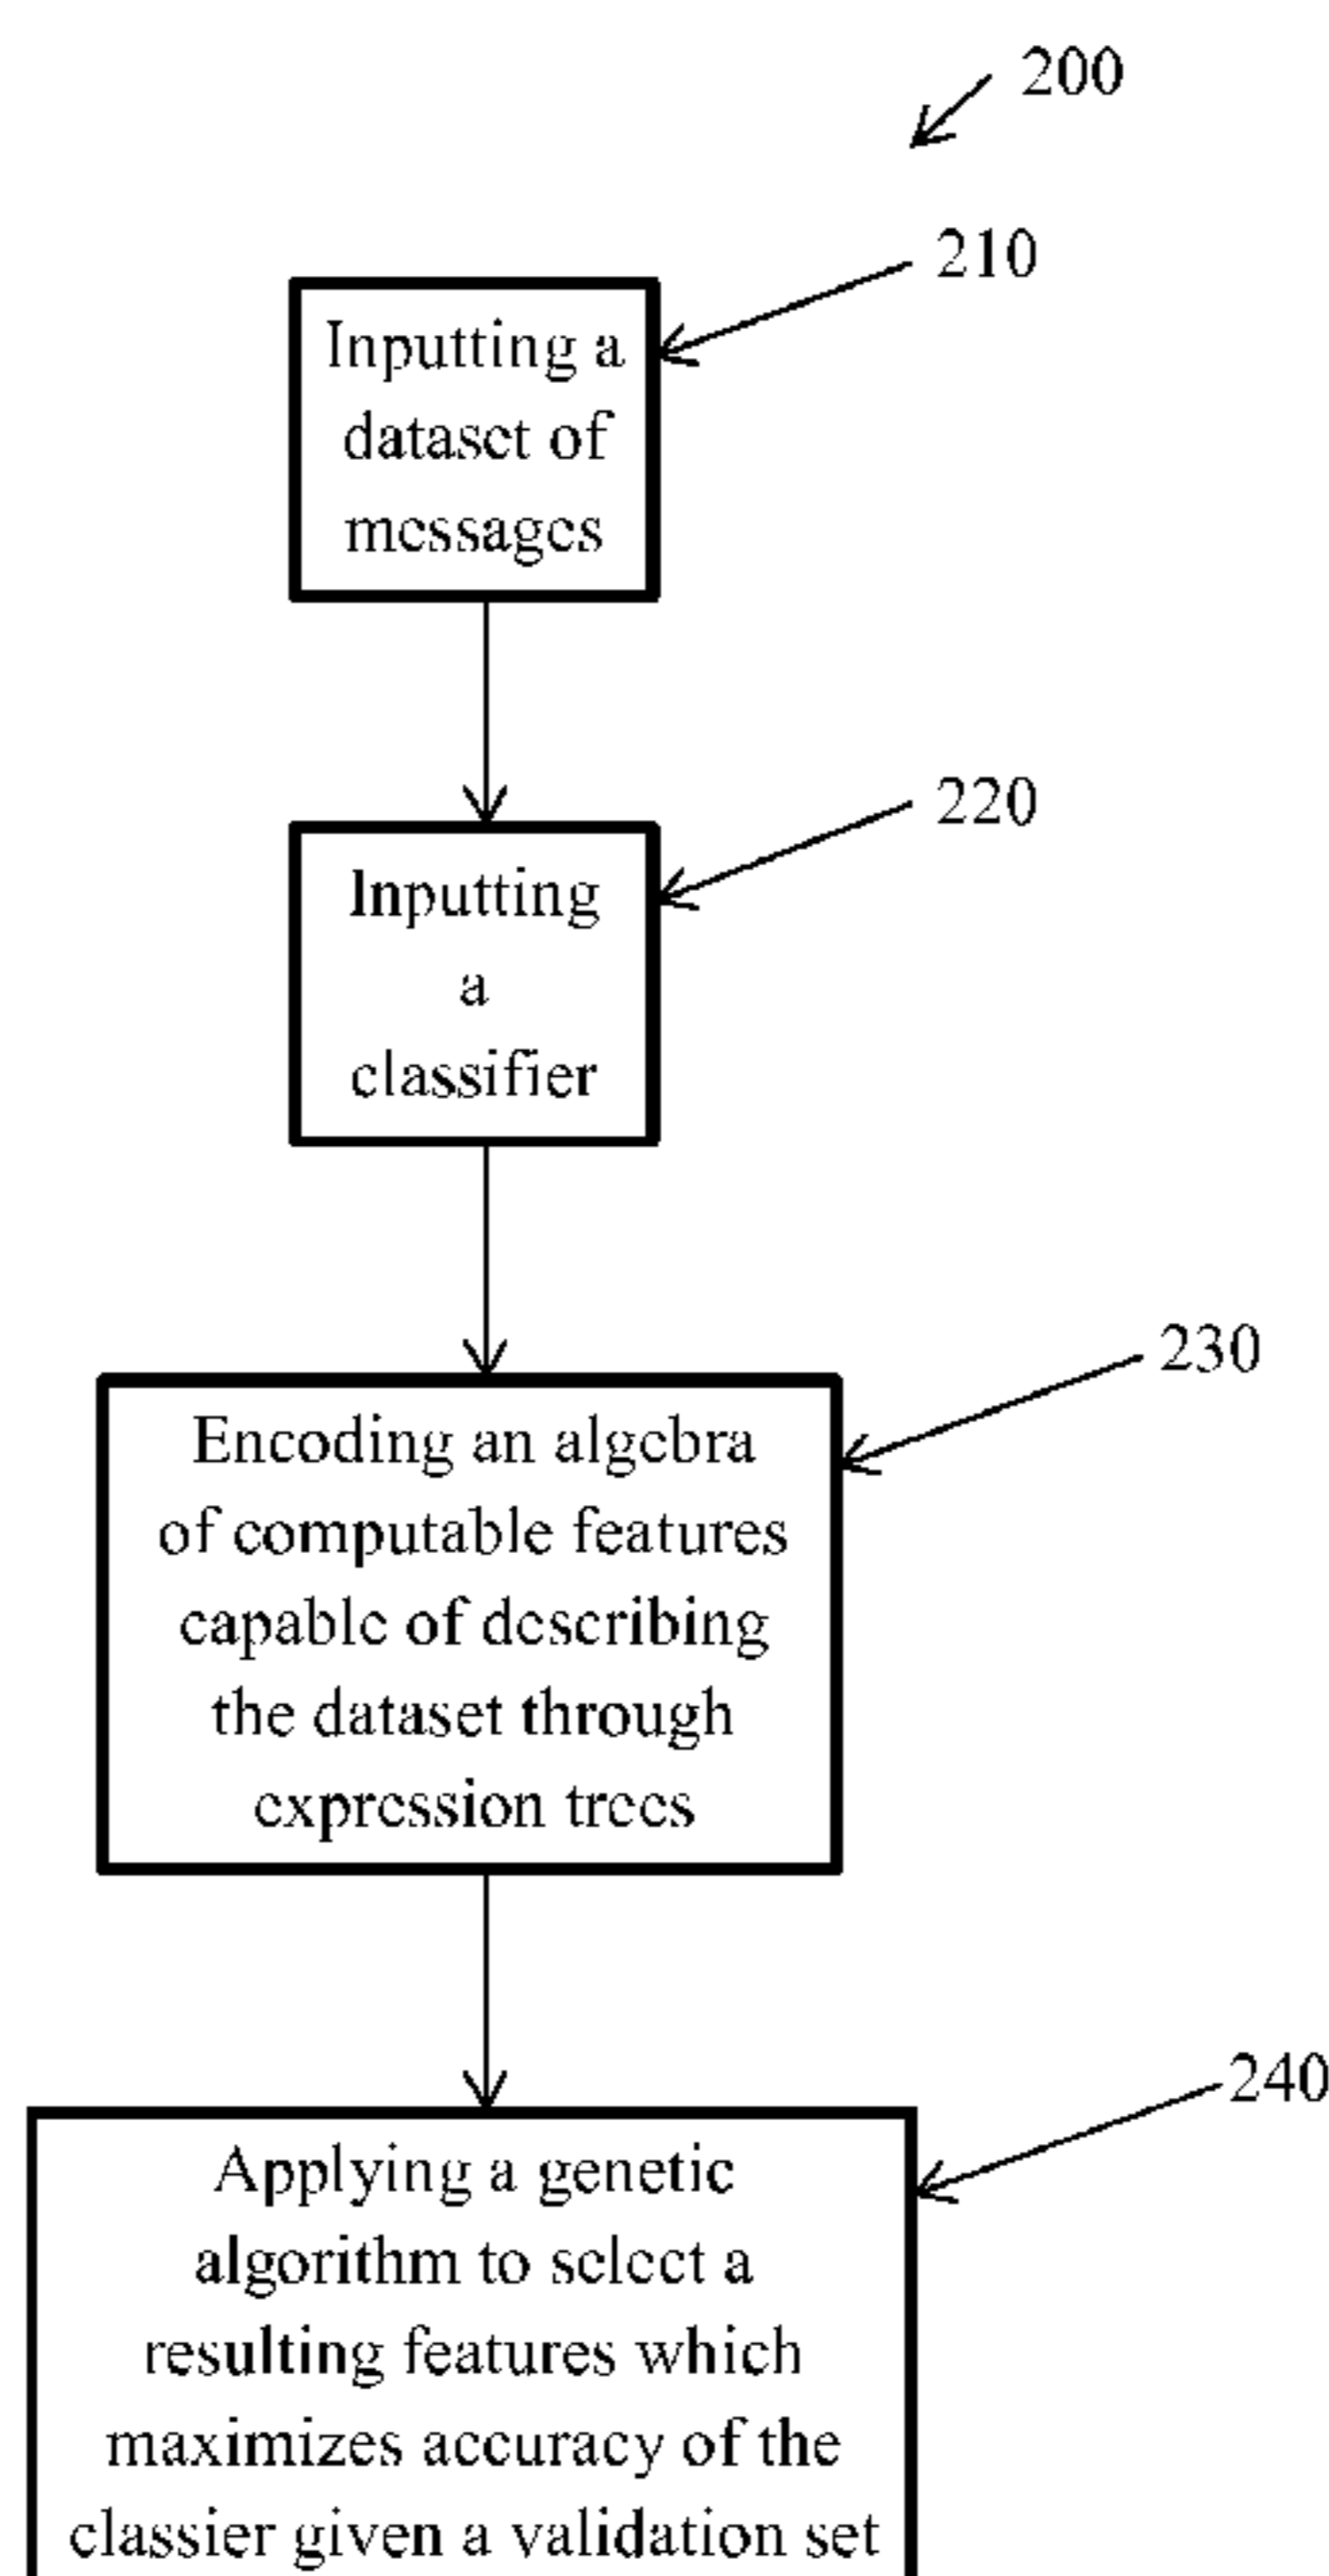 200
210
Inputting a
dataset of
messages
220
Inputting
a
classifier
230
Encoding an algebra
of computable features
capable of describing
the dataset through
expression trees
240
Applying a genetic
algorithm to select a
resulting features which
maximizes accuracy of the
classier given a validation set